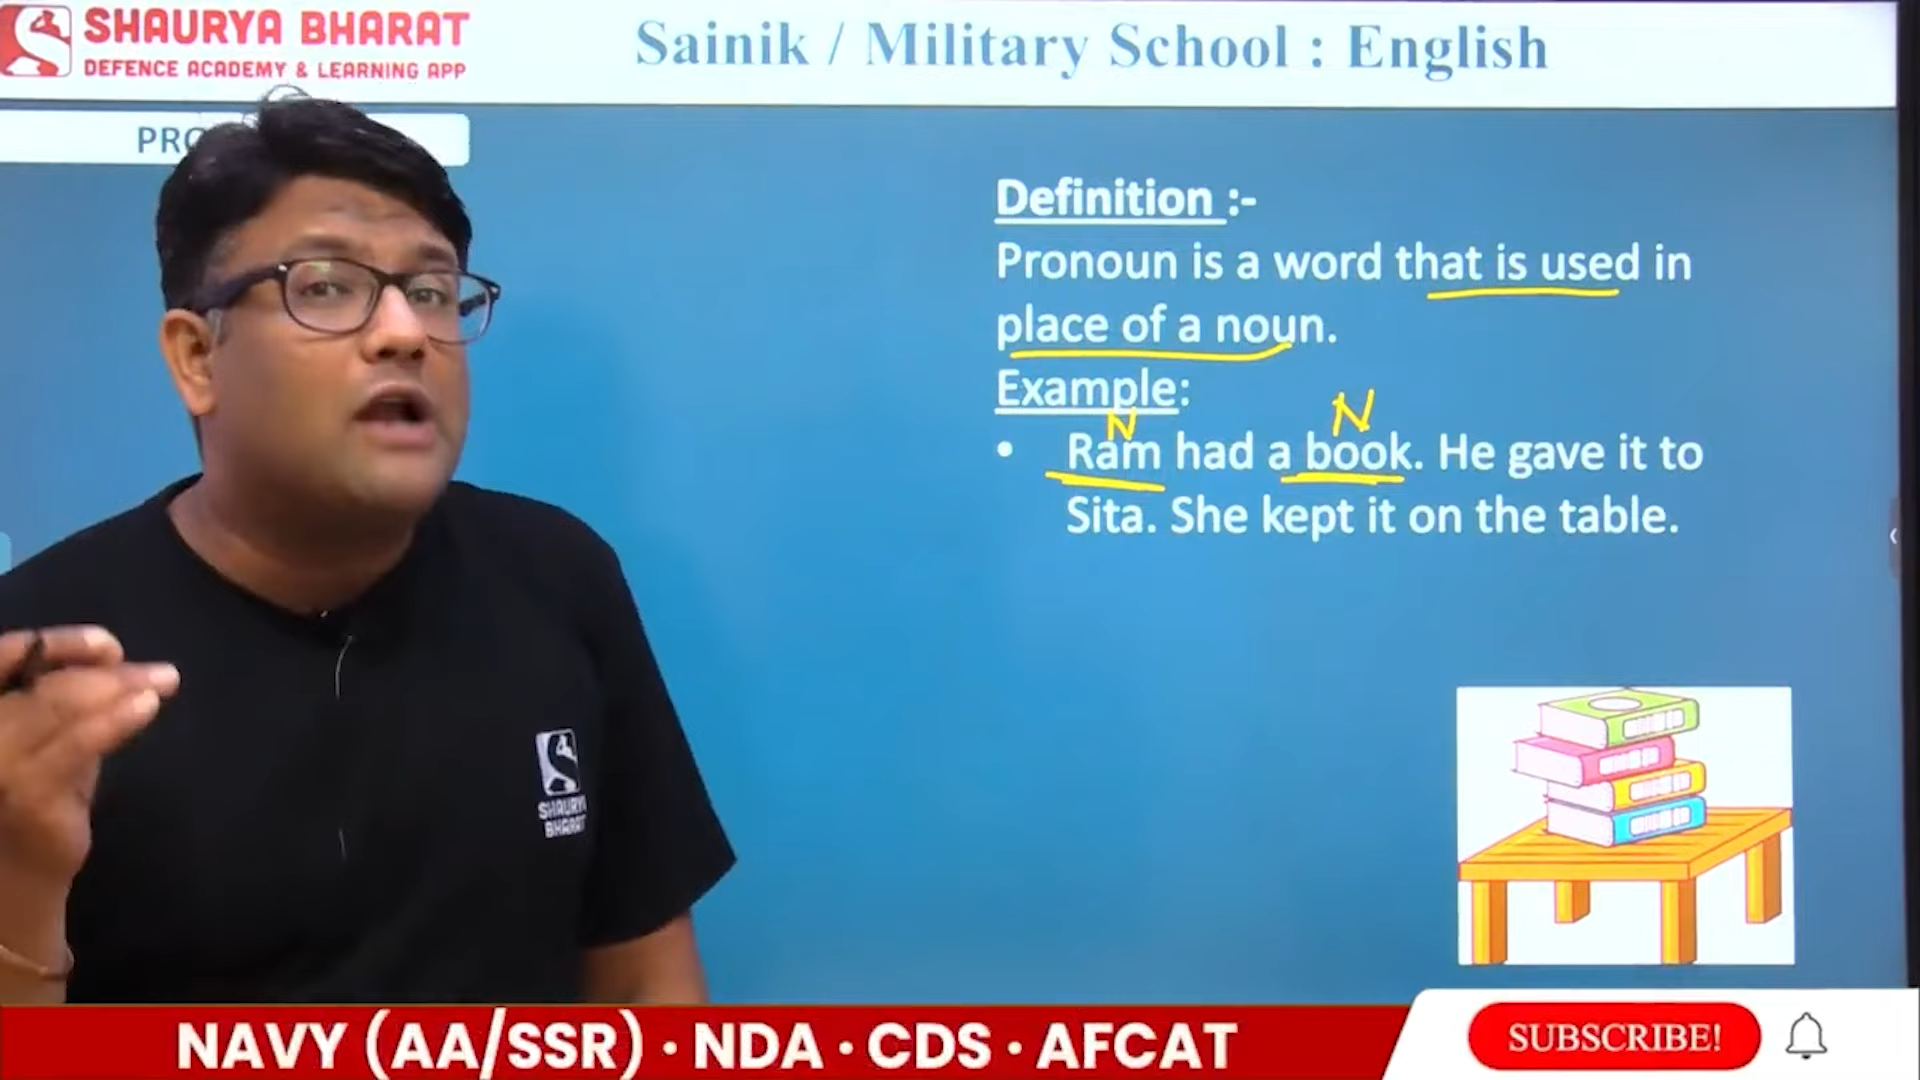 SHAURYA BHARAT
DEFENCE ACADEMY & LEARNING APP
Sainik / Military School : English
Definition :-
Pronoun is a word that is used in
place of a noun.
Example:
N
N
• Ram had a book. He gave it to
Sita. She kept it on the table.
SHAURYA
BHARAT
NAVY (AA/SSR) • NDA • CDS • AFCAT
SUBSCRIBE!